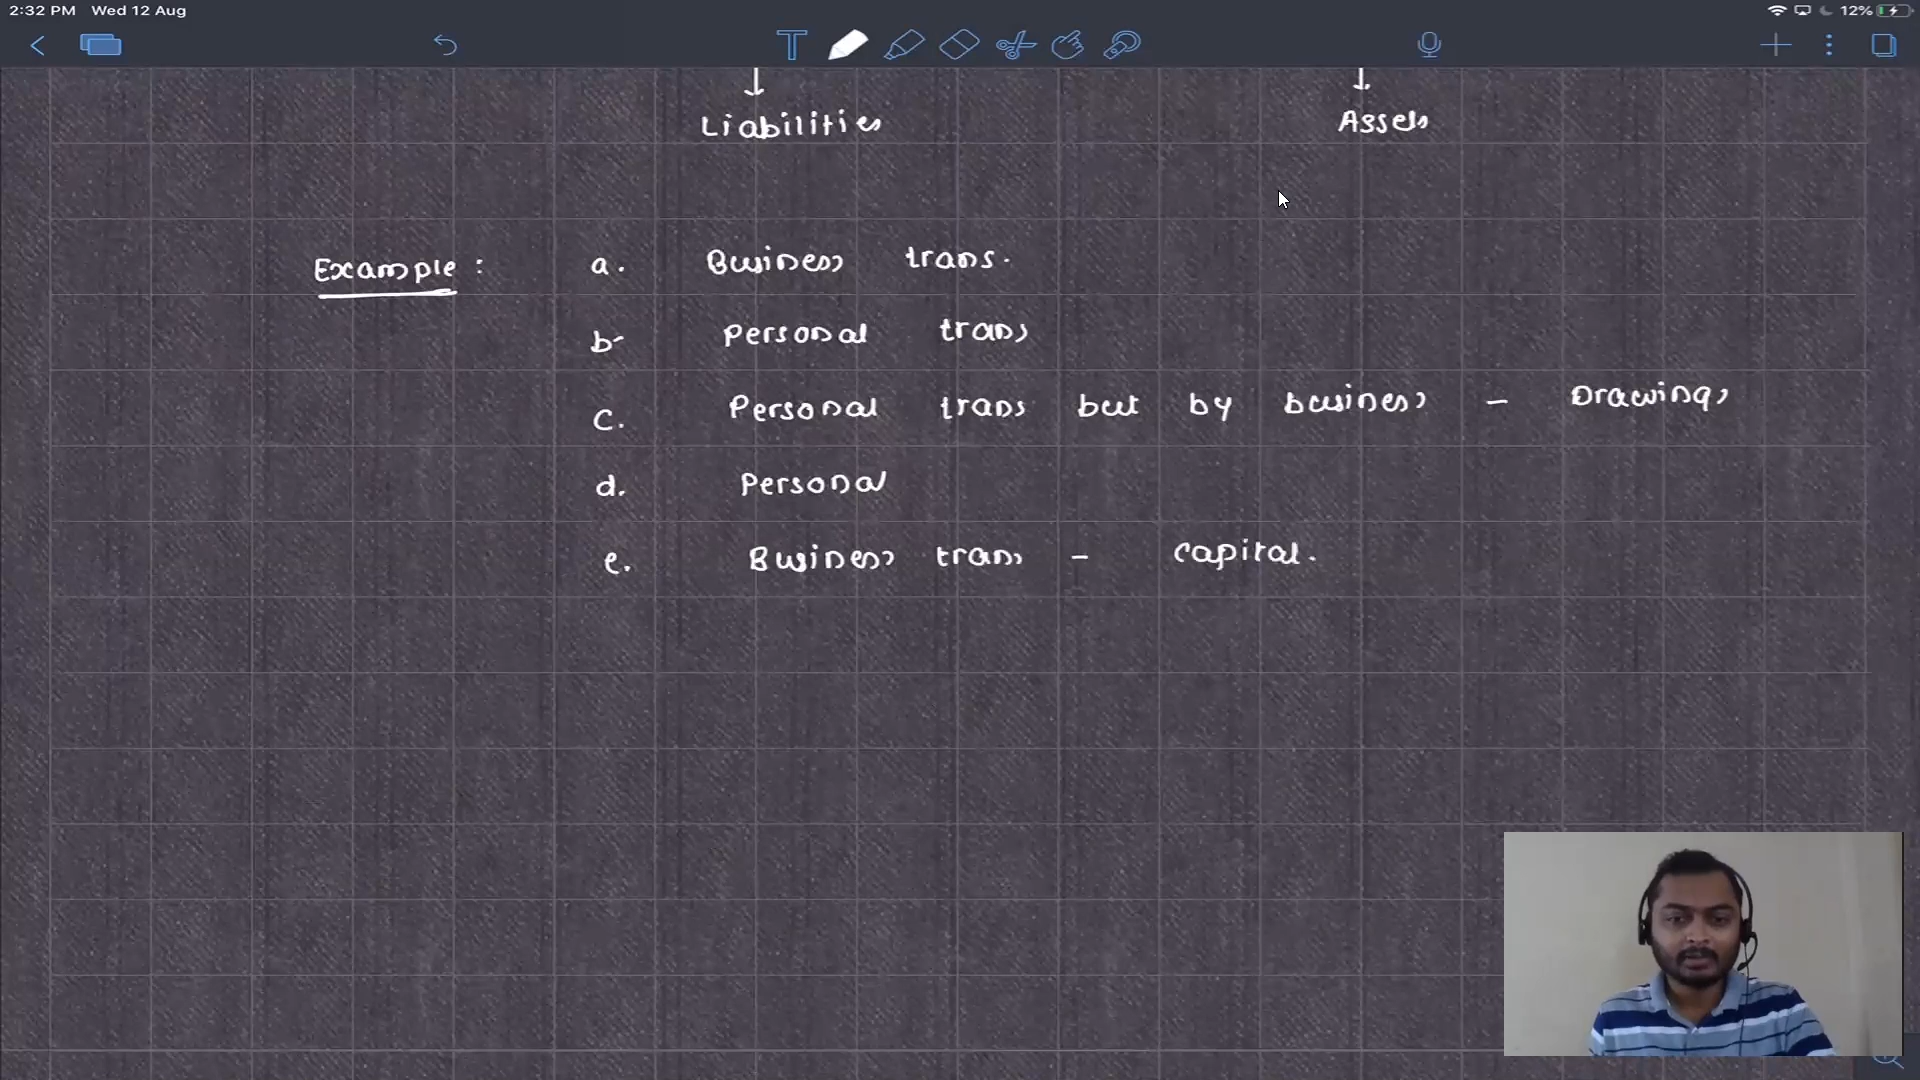 2:32 PM Wed 12 Aug 12%
Liabilities Assets
Example : a. Business trans.
b- Personal trans
c. Personal trans but by business - Drawings
d. Personal
e. Business trans - capital.